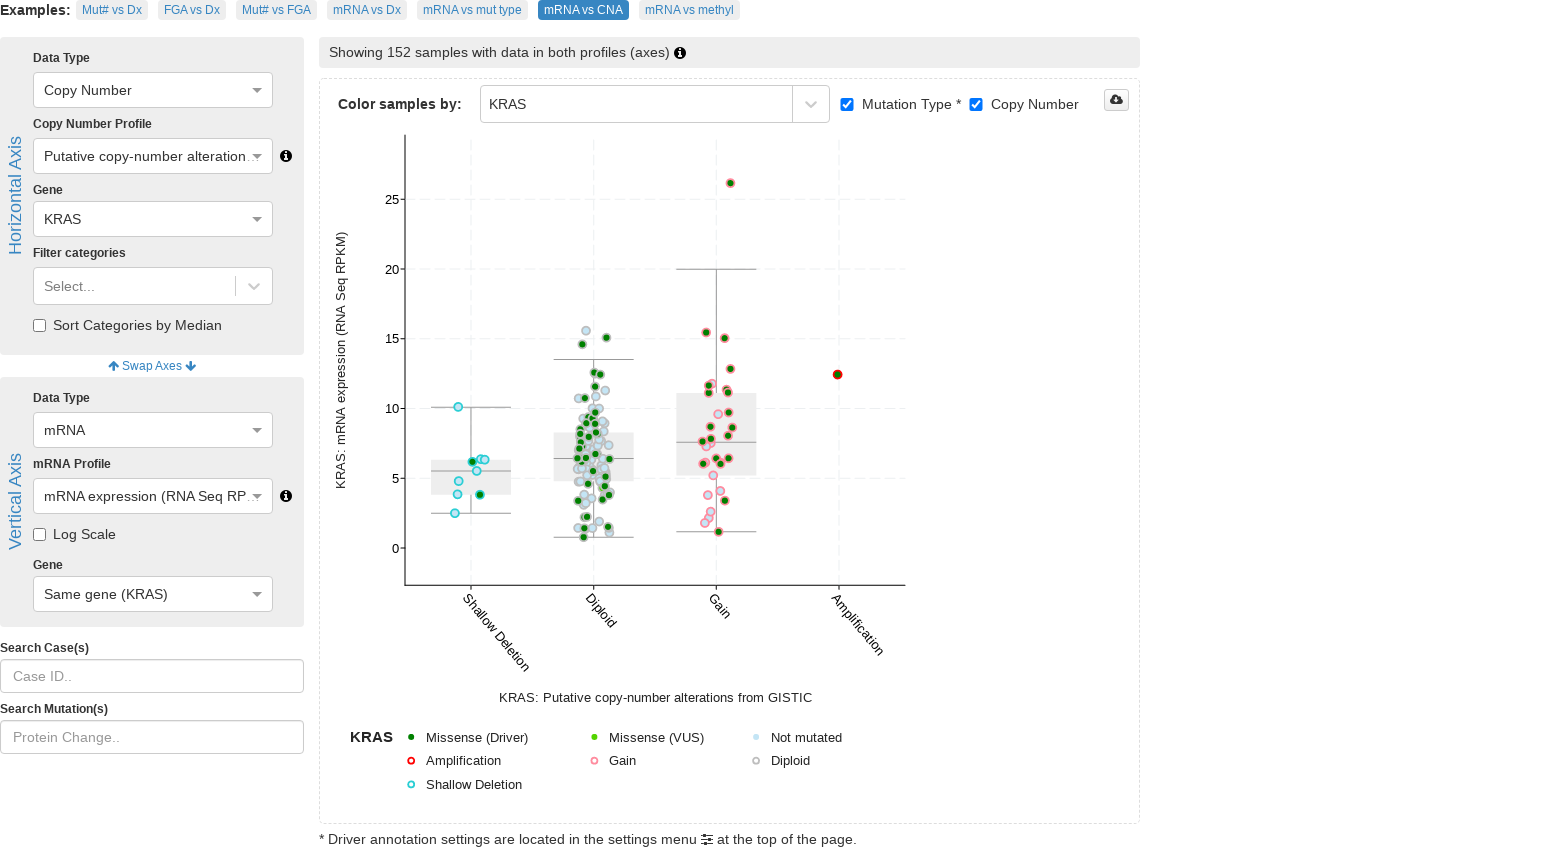 Examples: Mut# vs Dx FGA vs Dx Mut# vs FGA mRNA vs Dx mRNA vs mut type mRNA vs CNA mRNA vs methyl
Horizontal Axis
Data Type
Copy Number
Copy Number Profile
Putative copy-number alteration...
Gene
KRAS
Filter categories
Select...
Sort Categories by Median
Swap Axes
Vertical Axis
Data Type
mRNA
mRNA Profile
mRNA expression (RNA Seq RP...
Log Scale
Gene
Same gene (KRAS)
Search Case(s)
Case ID..
Search Mutation(s)
Protein Change..
Showing 152 samples with data in both profiles (axes)
Color samples by: KRAS Mutation Type * Copy Number
KRAS: mRNA expression (RNA Seq RPKM)
25
20
15
10
5
0
Shallow Deletion
Diploid
Gain
Amplification
KRAS: Putative copy-number alterations from GISTIC
KRAS Missense (Driver) Missense (VUS) Not mutated
Amplification Gain Diploid
Shallow Deletion
* Driver annotation settings are located in the settings menu at the top of the page.